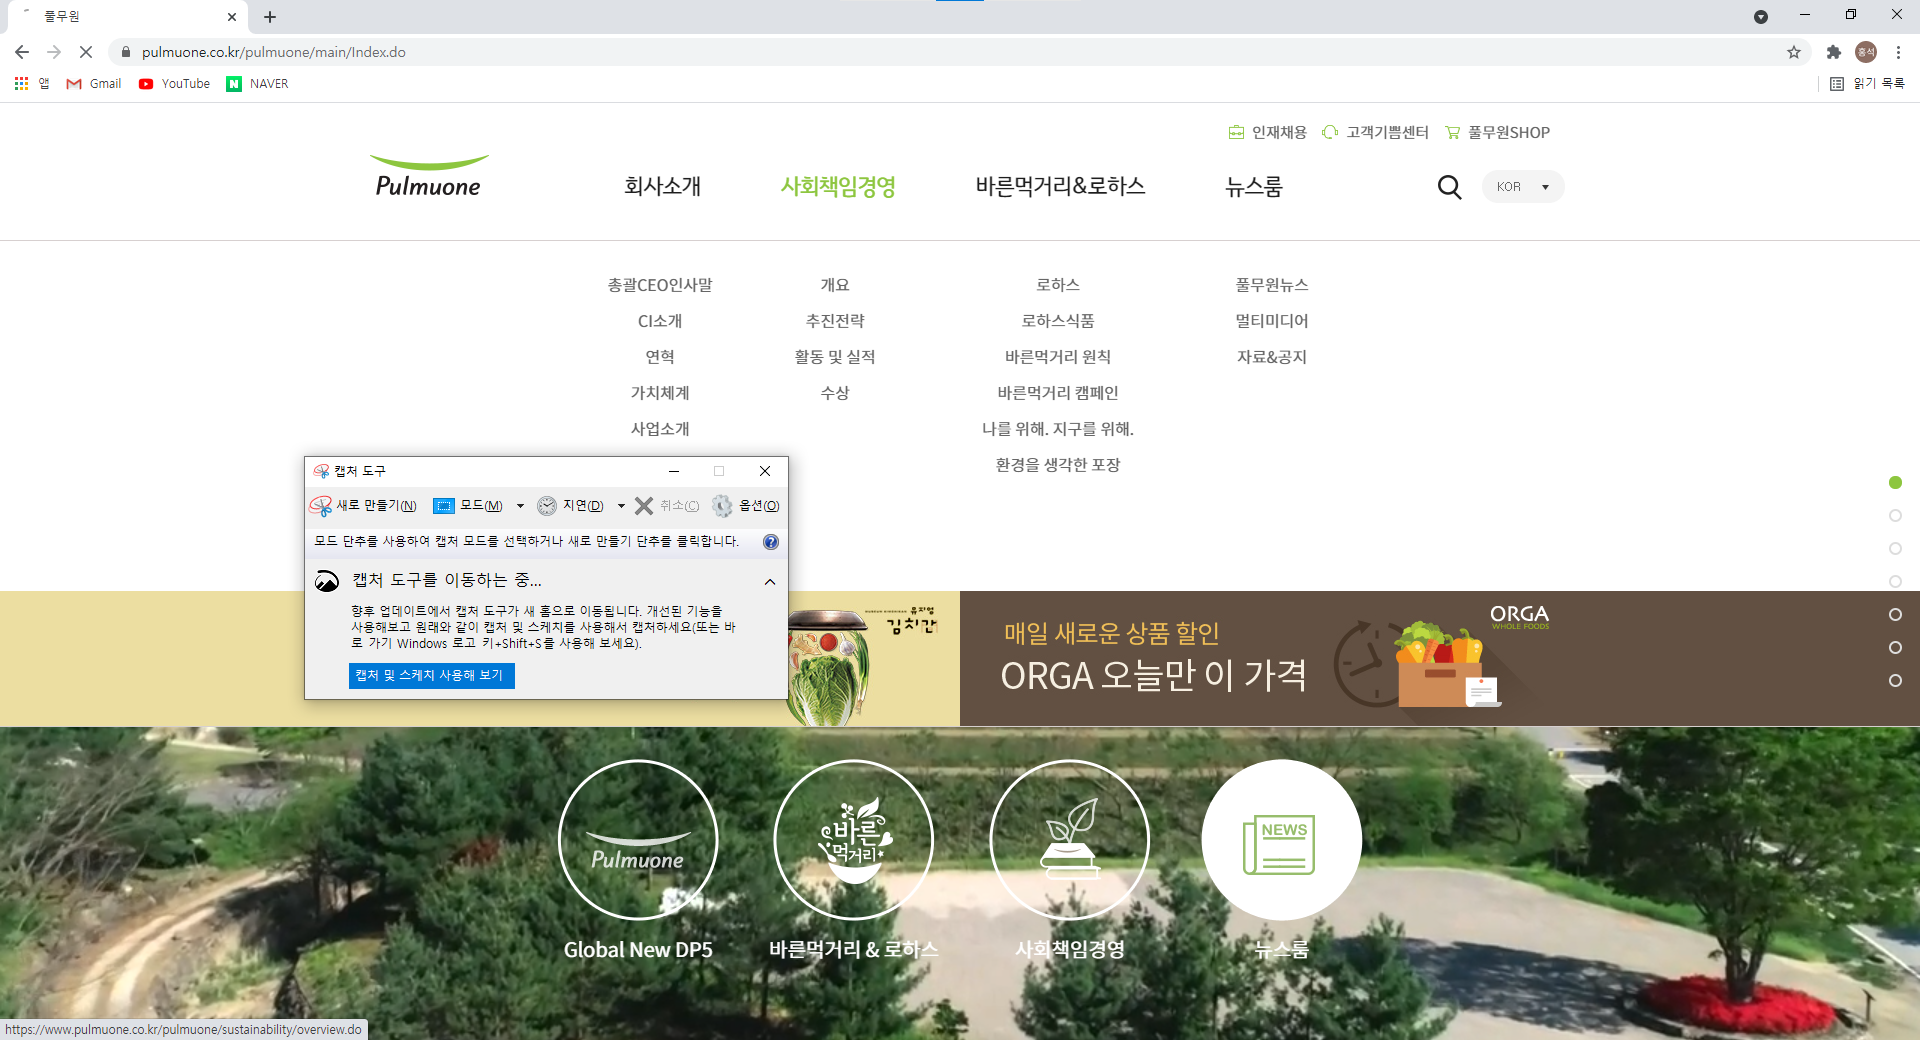 풀무원
pulmuone.co.kr/pulmuone/main/Index.do
홍석
앱 Gmail YouTube NAVER 읽기 목록
인재채용 고객기쁨센터 풀무원SHOP
Pulmuone
회사소개 사회책임경영 바른먹거리&로하스 뉴스룸
KOR
총괄CEO인사말 개요 로하스 풀무원뉴스
CI소개 추진전략 로하스식품 멀티미디어
연혁 활동 및 실적 바른먹거리 원칙 자료&공지
가치체계 수상 바른먹거리 캠페인
사업소개 나를 위해. 지구를 위해.
환경을 생각한 포장
캡처 도구
새로 만들기(N) 모드(M) 지연(D) 취소(C) 옵션(O)
모드 단추를 사용하여 캡처 모드를 선택하거나 새로 만들기 단추를 클릭합니다.
캡처 도구를 이동하는 중...
향후 업데이트에서 캡처 도구가 새 홈으로 이동됩니다. 개선된 기능을
사용해보고 원래와 같이 캡처 및 스케치를 사용해서 캡처하세요(또는 바
로 가기 Windows 로고 키+Shift+S를 사용해 보세요).
캡처 및 스케치 사용해 보기
뮤지엄
김치간
매일 새로운 상품 할인
ORGA 오늘만 이 가격
ORGA
WHOLE FOODS
Pulmuone
바른
먹거리
NEWS
Global New DP5 바른먹거리 & 로하스 사회책임경영 뉴스룸
https://www.pulmuone.co.kr/pulmuone/sustainability/overview.do